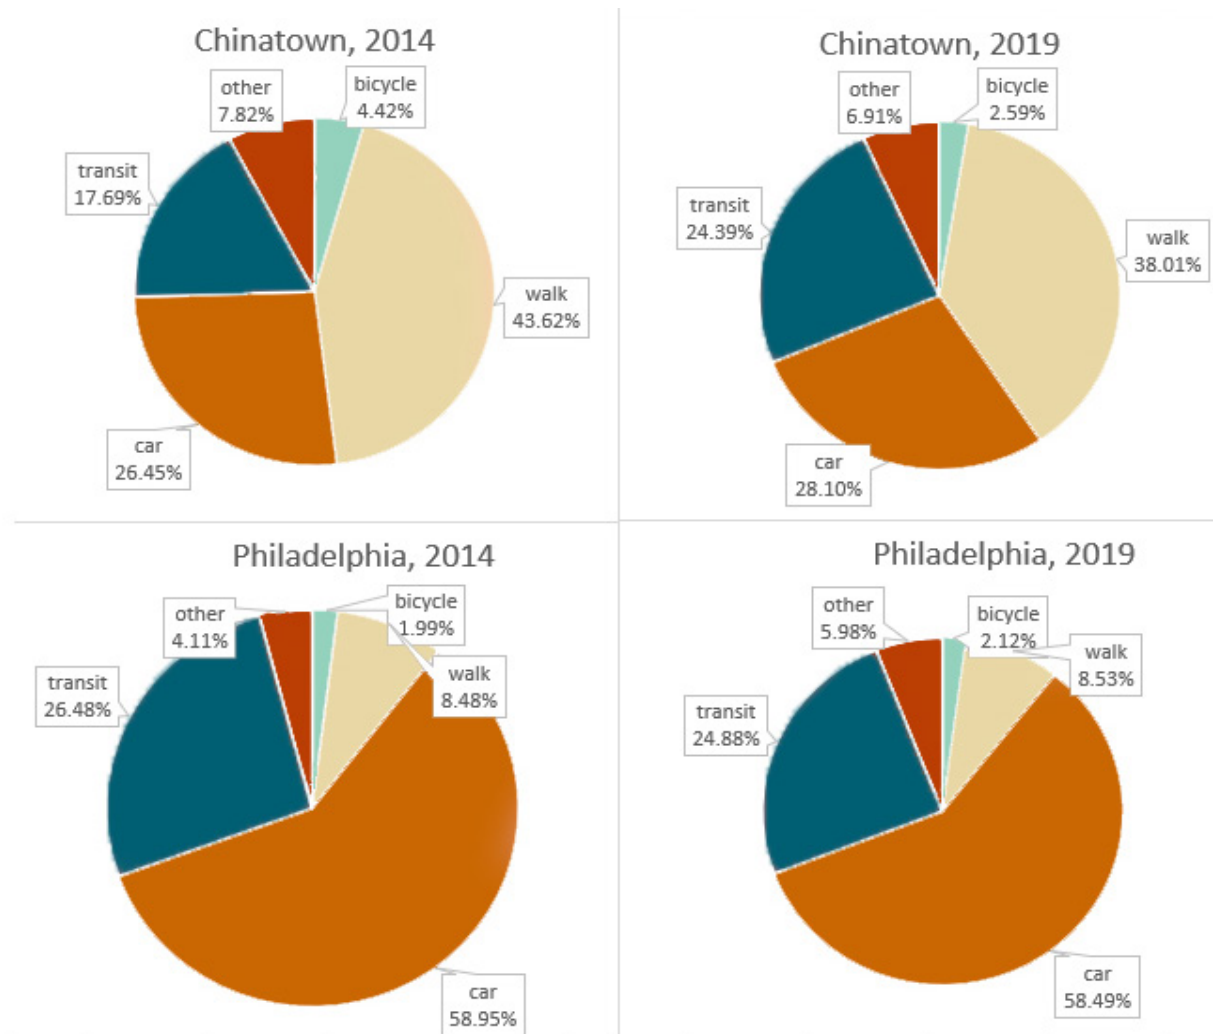 Chinatown, 2014
other
7.82%
bicycle
4.42%
transit
17.69%
walk
43.62%
car
26.45%
Chinatown, 2019
other
6.91%
bicycle
2.59%
transit
24.39%
walk
38.01%
car
28.10%
Philadelphia, 2014
other
4.11%
bicycle
1.99%
walk
8.48%
transit
26.48%
car
58.95%
Philadelphia, 2019
other
5.98%
bicycle
2.12%
walk
8.53%
transit
24.88%
car
58.49%